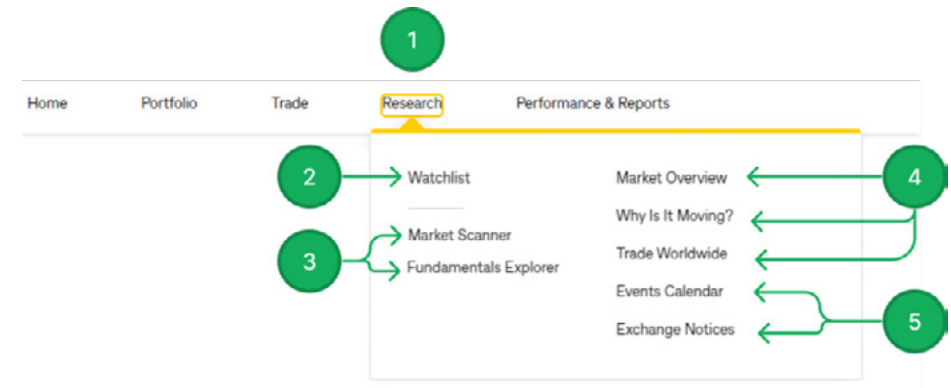 1
Home Portfolio Trade Research Performance & Reports
2 Watchlist
3 Market Scanner
Fundamentals Explorer
Market Overview 4
Why Is It Moving?
Trade Worldwide
Events Calendar
Exchange Notices 5